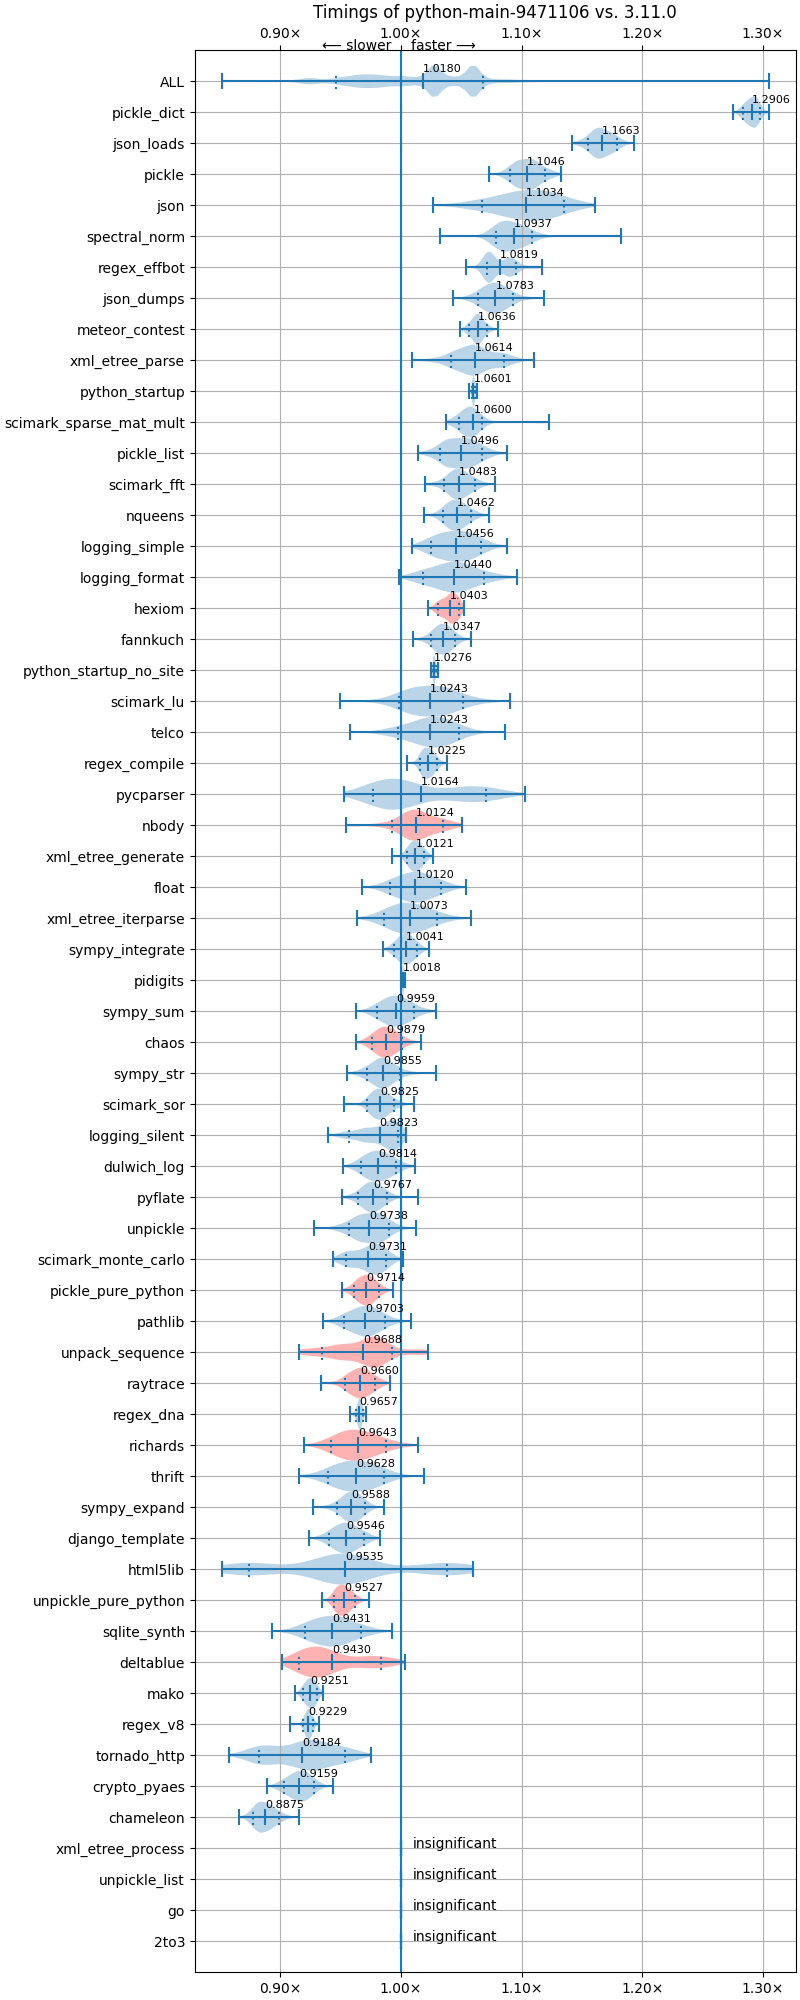 Timings of python-main-9471106 vs. 3.11.0
0.90× 1.00× 1.10× 1.20× 1.30×
⟵ slower faster ⟶
ALL 1.0180
pickle_dict 1.2906
json_loads 1.1663
pickle 1.1046
json 1.1034
spectral_norm 1.0937
regex_effbot 1.0819
json_dumps 1.0783
meteor_contest 1.0636
xml_etree_parse 1.0614
python_startup 1.0601
scimark_sparse_mat_mult 1.0600
pickle_list 1.0496
scimark_fft 1.0483
nqueens 1.0462
logging_simple 1.0456
logging_format 1.0440
hexiom 1.0403
fannkuch 1.0347
python_startup_no_site 1.0276
scimark_lu 1.0243
telco 1.0243
regex_compile 1.0225
pycparser 1.0164
nbody 1.0124
xml_etree_generate 1.0121
float 1.0120
xml_etree_iterparse 1.0073
sympy_integrate 1.0041
pidigits 1.0018
sympy_sum 0.9959
chaos 0.9879
sympy_str 0.9855
scimark_sor 0.9825
logging_silent 0.9823
dulwich_log 0.9814
pyflate 0.9767
unpickle 0.9738
scimark_monte_carlo 0.9731
pickle_pure_python 0.9714
pathlib 0.9703
unpack_sequence 0.9688
raytrace 0.9660
regex_dna 0.9657
richards 0.9643
thrift 0.9628
sympy_expand 0.9588
django_template 0.9546
html5lib 0.9535
unpickle_pure_python 0.9527
sqlite_synth 0.9431
deltablue 0.9430
mako 0.9251
regex_v8 0.9229
tornado_http 0.9184
crypto_pyaes 0.9159
chameleon 0.8875
xml_etree_process insignificant
unpickle_list insignificant
go insignificant
2to3 insignificant
0.90× 1.00× 1.10× 1.20× 1.30×